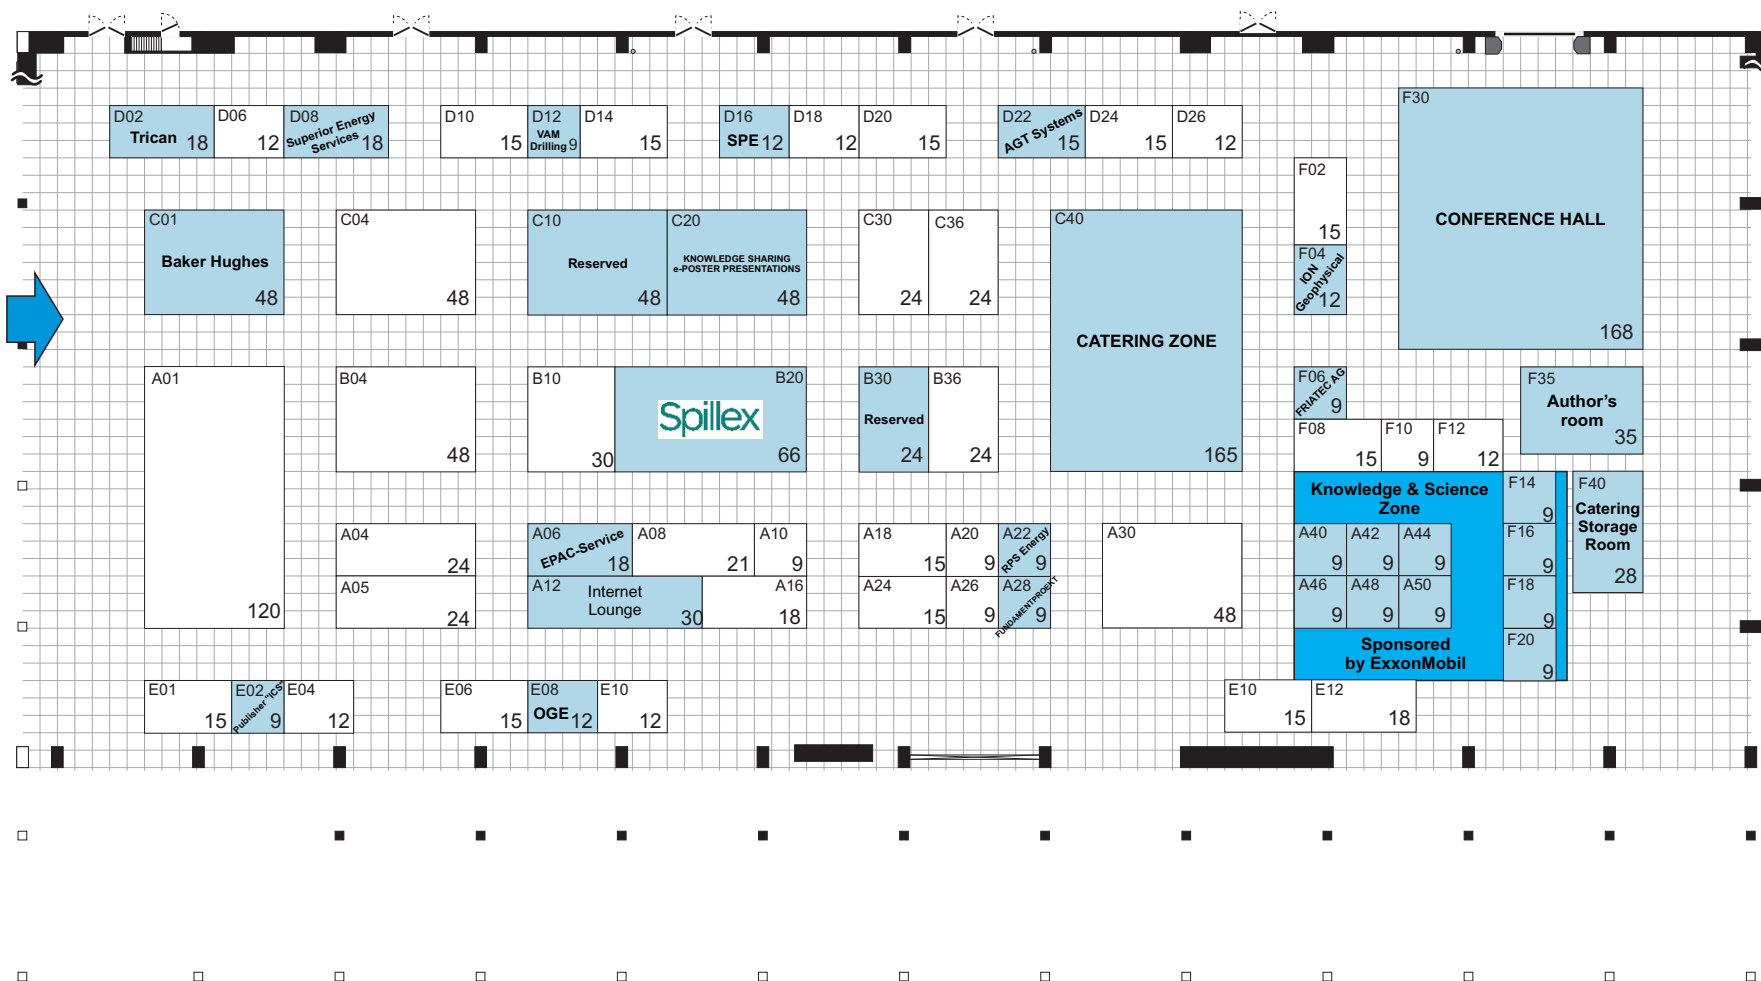 D02
Trican 18
D06
12
D08
Superior Energy
Services 18
D10
15
D12
VAM
Drilling 9
D14
15
D16
SPE 12
D18
12
D20
15
D22
AGT Systems
15
D24
15
D26
12
F30
CONFERENCE HALL
168
F02
15
F04
ION
Geophysical
12
C01
Baker Hughes
48
C04
48
C10
Reserved
48
C20
KNOWLEDGE SHARING
e-POSTER PRESENTATIONS
48
C30
24
C36
24
C40
CATERING ZONE
165
A01
120
B04
48
B10
30
B20
Spillex
66
B30
Reserved
24
B36
24
F06
FRIATEC AG
9
F08
15
F10
9
F12
12
F35
Author's
room
35
Knowledge & Science
Zone
F14
9
F16
9
F18
9
F20
9
F40
Catering
Storage
Room
28
A04
24
A05
24
A06
EPAC-Service
18
A08
21
A10
9
A12
Internet
Lounge
30
A16
18
A18
15
A20
9
A22
RPS Energy
9
A24
15
A26
9
A28
FUNDAMENTPROEKT
9
A30
48
A40
9
A42
9
A44
9
A46
9
A48
9
A50
9
Sponsored
by ExxonMobil
E01
15
E02
Publisher "ICS"
9
E04
12
E06
15
E08
OGE 12
E10
12
E10
15
E12
18